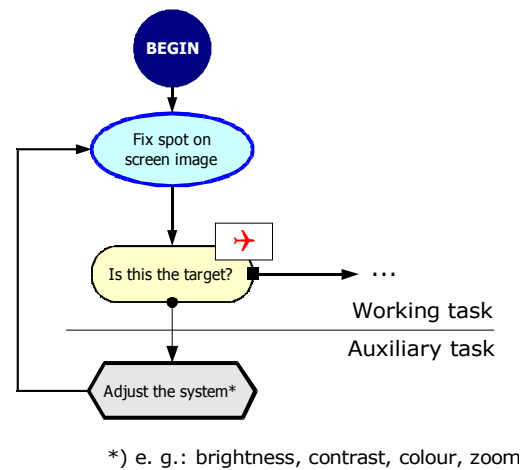 BEGIN
Fix spot on
screen image
Is this the target?
...
Working task
Auxiliary task
Adjust the system*
*) e. g.: brightness, contrast, colour, zoom